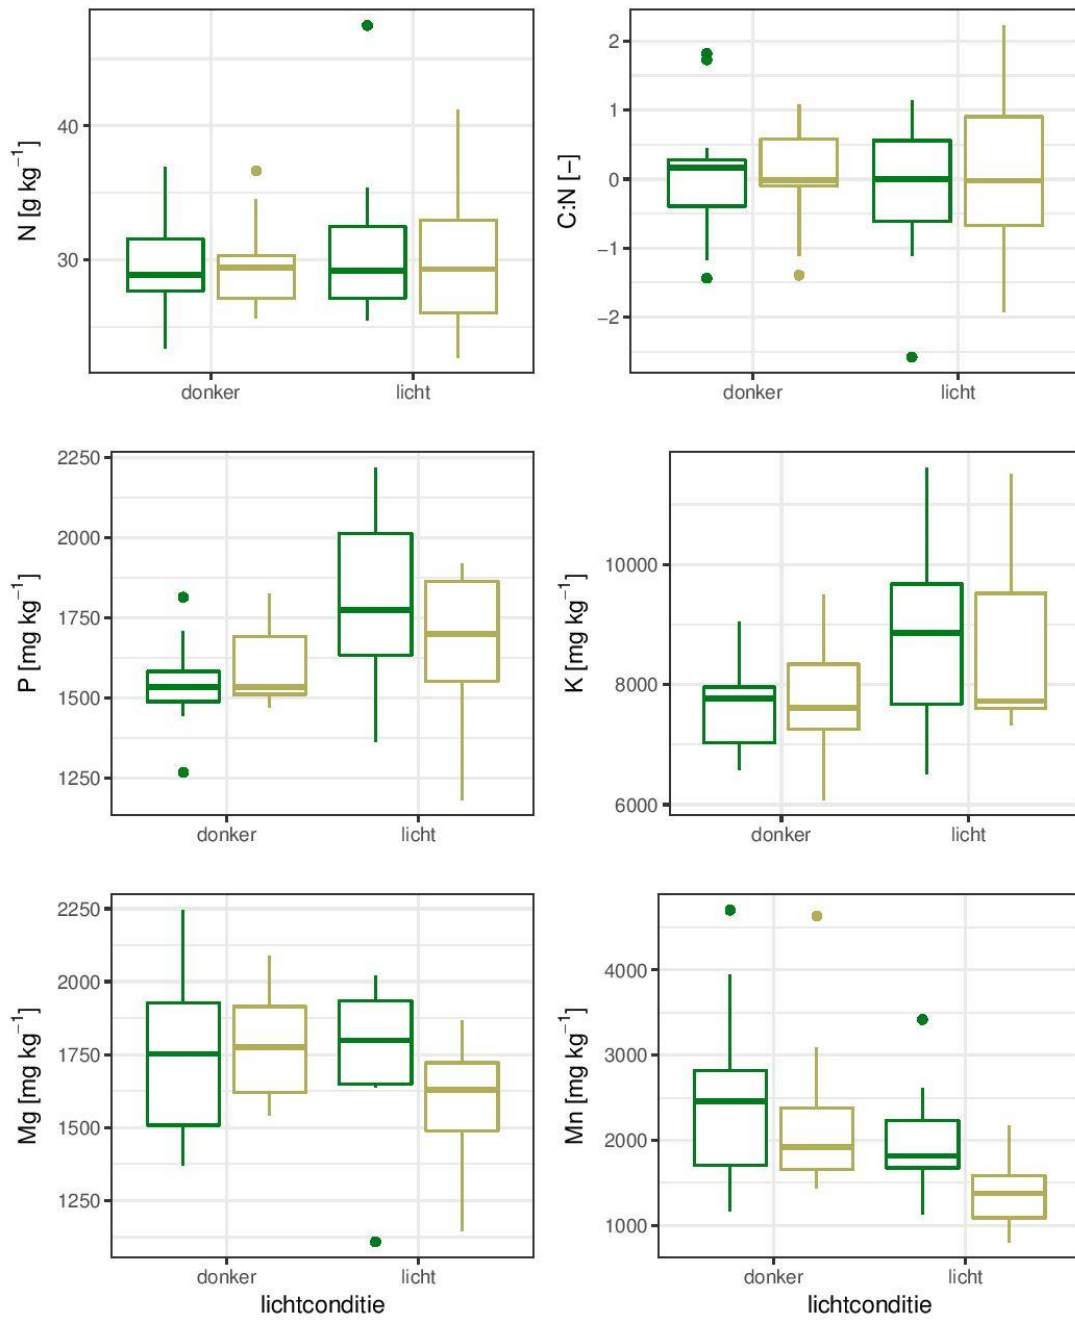 N [g kg⁻¹]
40
30
donker
licht
C:N [−]
2
1
0
−1
−2
donker
licht
P [mg kg⁻¹]
2250
2000
1750
1500
1250
donker
licht
K [mg kg⁻¹]
10000
8000
6000
donker
licht
Mg [mg kg⁻¹]
2250
2000
1750
1500
1250
donker
licht
lichtconditie
Mn [mg kg⁻¹]
4000
3000
2000
1000
donker
licht
lichtconditie